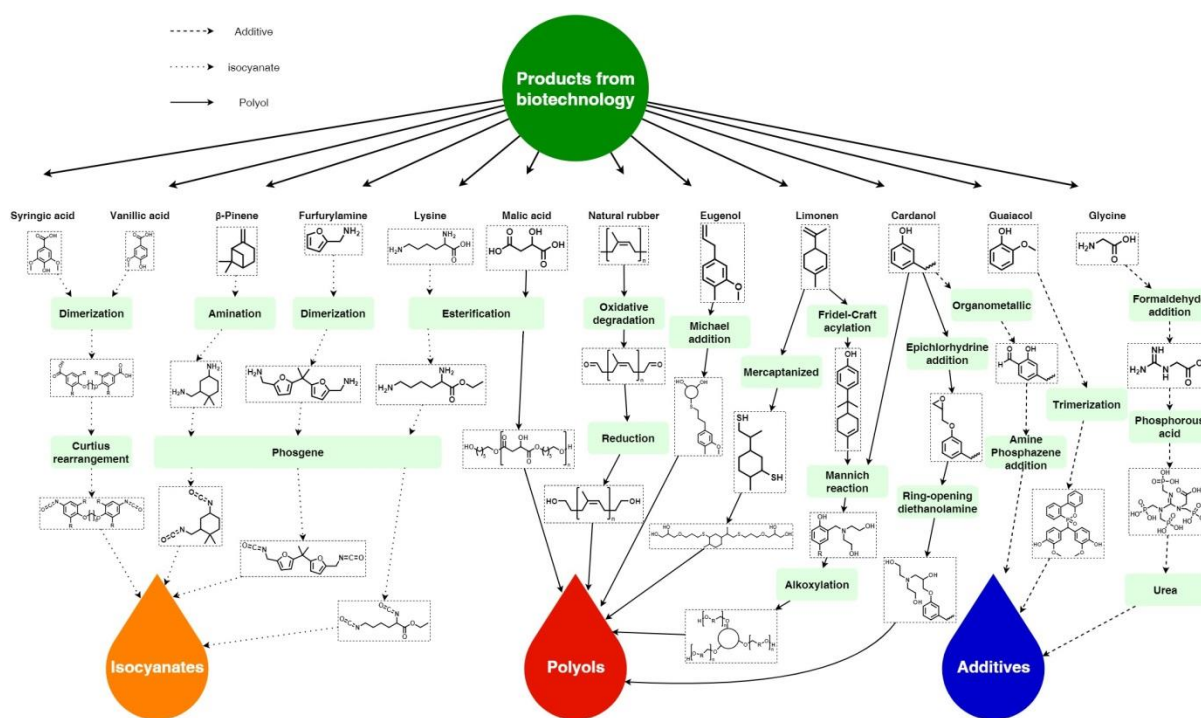 Additive
isocyanate
Polyol
Products from
biotechnology
Syringic acid
Vanillic acid
β-Pinene
Furfurylamine
Lysine
Malic acid
Natural rubber
Eugenol
Limonen
Cardanol
Guaiacol
Glycine
Dimerization
Amination
Dimerization
Esterification
Oxidative
degradation
Michael
addition
Fridel-Craft
acylation
Organometallic
Formaldehyde
addition
Mercaptanized
Epichlorhydrine
addition
Trimerization
Curtius
rearrangement
Phosgene
Reduction
Mannich
reaction
Ring-opening
diethanolamine
Amine
Phosphazene
addition
Phosphorous
acid
Alkoxylation
Urea
Isocyanates
Polyols
Additives